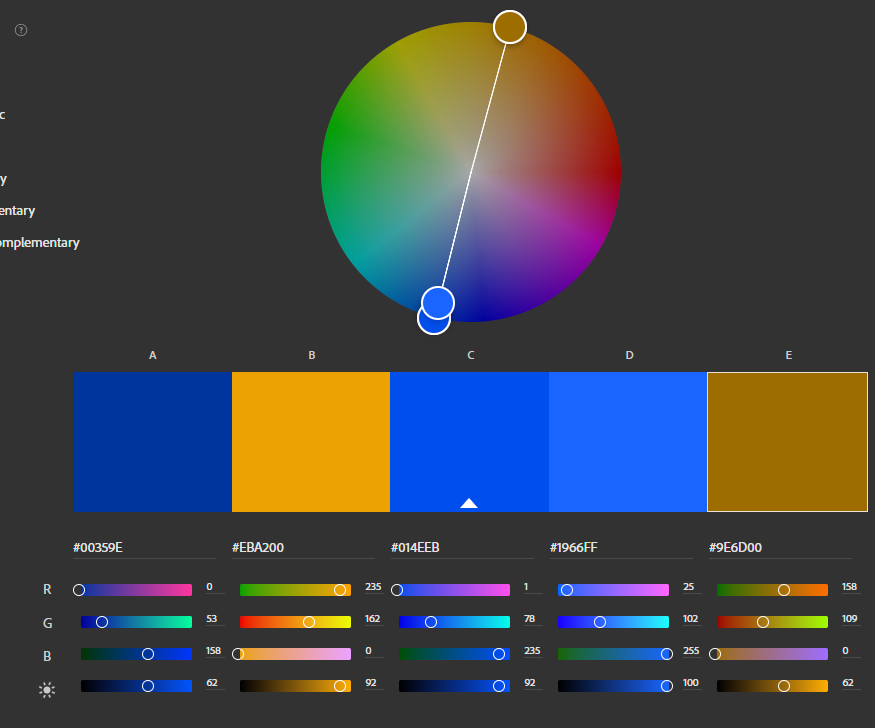 ?
c
y
entary
omplementary
A B C D E
#00359E #EBA200 #014EEB #1966FF #9E6D00
R 0 235 1 25 158
G 53 162 78 102 109
B 158 0 235 255 0
62 92 92 100 62